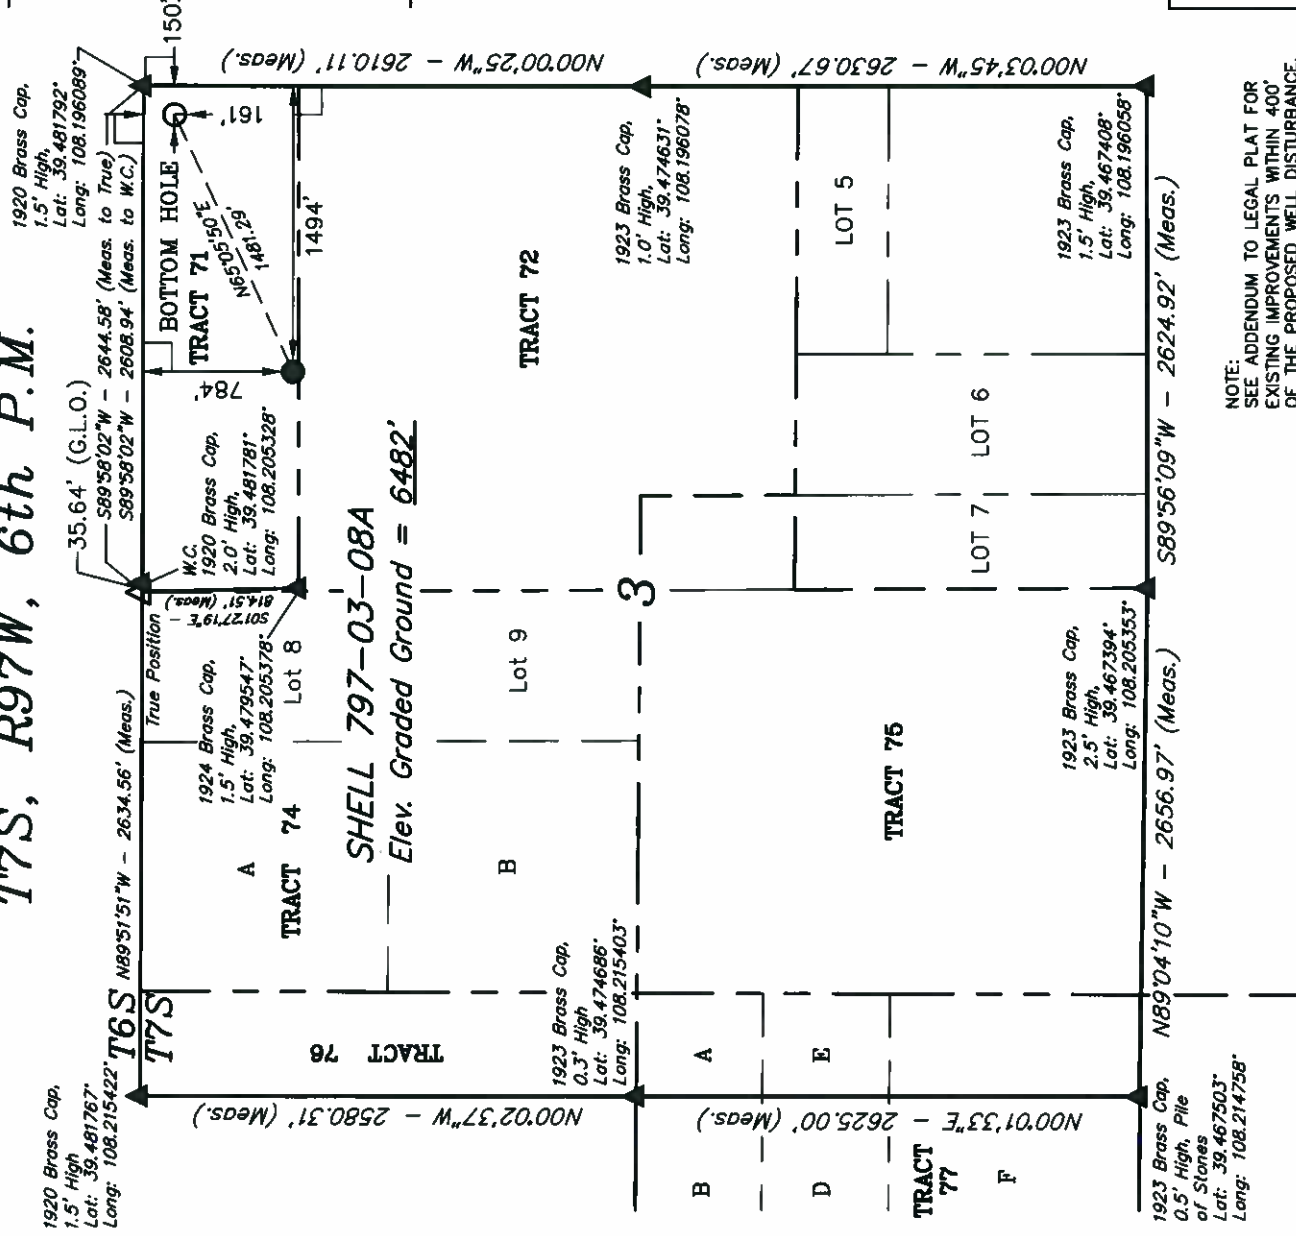 T7S, R97W, 6th P.M.
1920 Brass Cap,
1.5' High
Lat: 39.481767°
Long: 108.215422°
T6S
T7S
N89°51'51"W - 2634.56' (Meas.)
True Position
35.64' (G.L.O.)
S89°58'02"W - 2644.58' (Meas. to True)
S89°58'02"W - 2608.94' (Meas. to W.C.)
1920 Brass Cap,
1.5' High,
Lat: 39.481792°
Long: 108.196089°
150'
161'
BOTTOM HOLE
TRACT 71
N65°05'50"E
1481.29'
1494'
784'
W.C.
1920 Brass Cap,
2.0' High,
Lat: 39.481781°
Long: 108.205328°
S01°27'19"E -
814.51' (Meas.)
1924 Brass Cap,
1.5' High,
Lat: 39.479547°
Long: 108.205378°
Lot 8
A
TRACT 74
SHELL 797-03-08A
Elev. Graded Ground = 6482'
B
Lot 9
TRACT 72
TRACT 76
N00°02'37"W - 2580.31' (Meas.)
N00°00'25"W - 2610.11' (Meas.)
1923 Brass Cap,
0.3' High
Lat: 39.474686°
Long: 108.215403°
3
1923 Brass Cap,
1.0' High,
Lat: 39.474631°
Long: 108.196078°
N00°01'33"E - 2625.00' (Meas.)
N00°03'45"W - 2630.67' (Meas.)
B
A
D
E
TRACT
77
F
TRACT 75
LOT 5
LOT 6
LOT 7
1923 Brass Cap,
2.5' High,
Lat: 39.467394°
Long: 108.205353°
1923 Brass Cap,
1.5' High,
Lat: 39.467408°
Long: 108.196058°
1923 Brass Cap,
0.5' High, Pile
of Stones
Lat: 39.467503°
Long: 108.214758°
N89°04'10"W - 2656.97' (Meas.)
S89°56'09"W - 2624.92' (Meas.)
NOTE:
SEE ADDENDUM TO LEGAL PLAT FOR
EXISTING IMPROVEMENTS WITHIN 400'
OF THE PROPOSED WELL DISTURBANCE.